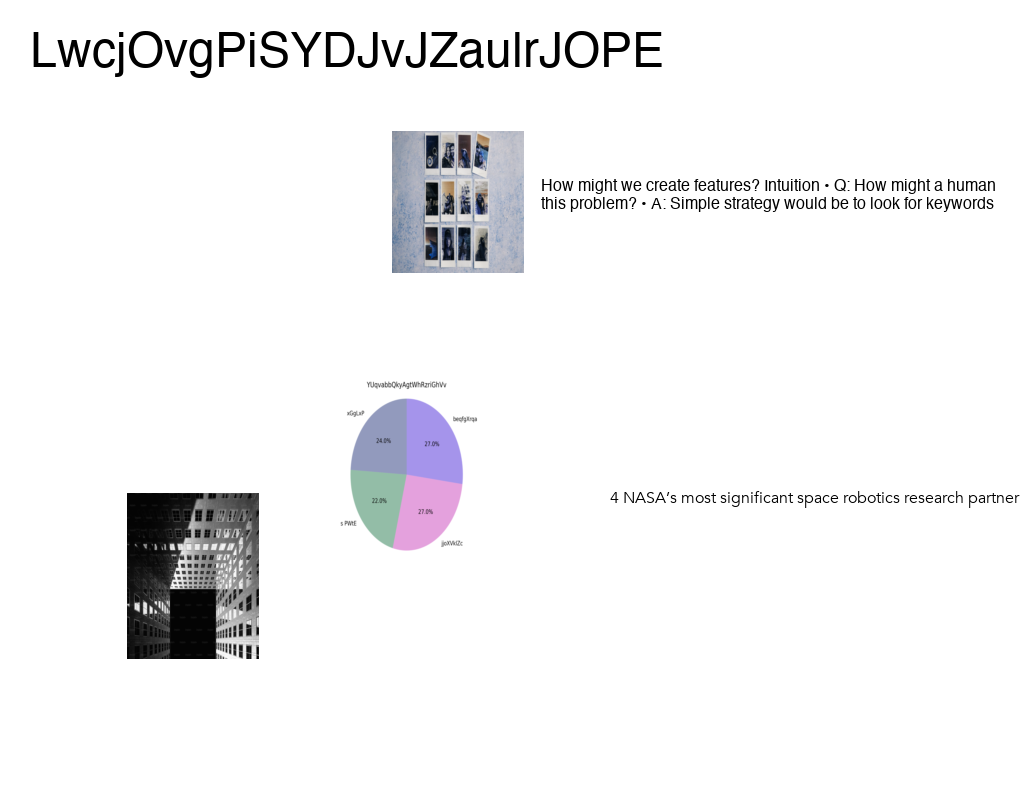 LwcjOvgPiSYDJvJZaulrJOPE
How might we create features? Intuition • Q: How might a human
this problem? • A: Simple strategy would be to look for keywords
YUqvabbQkyAgtWhRzriGhVv
xGgLxP
beqfgXrqa
24.0%
27.0%
22.0%
27.0%
s PWtE
jjoXVklZc
4 NASA’s most significant space robotics research partner